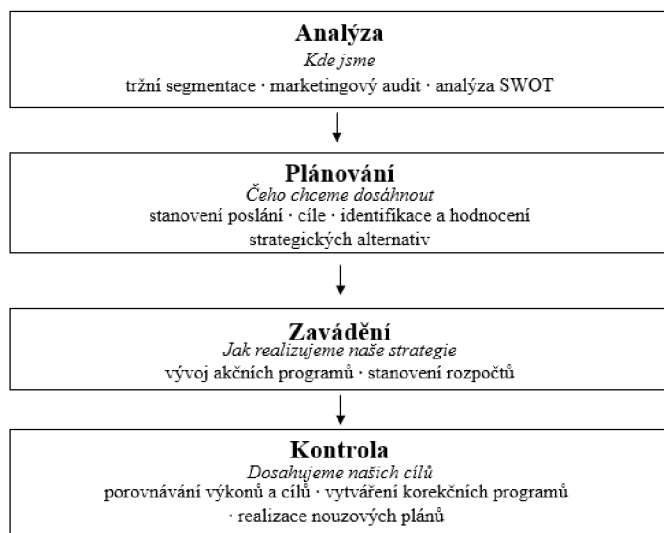 Analýza
Kde jsme
tržní segmentace · marketingový audit · analýza SWOT
Plánování
Čeho chceme dosáhnout
stanovení poslání · cíle · identifikace a hodnocení
strategických alternativ
Zavádění
Jak realizujeme naše strategie
vývoj akčních programů · stanovení rozpočtů
Kontrola
Dosahujeme našich cílů
porovnávání výkonů a cílů · vytváření korekčních programů
· realizace nouzových plánů